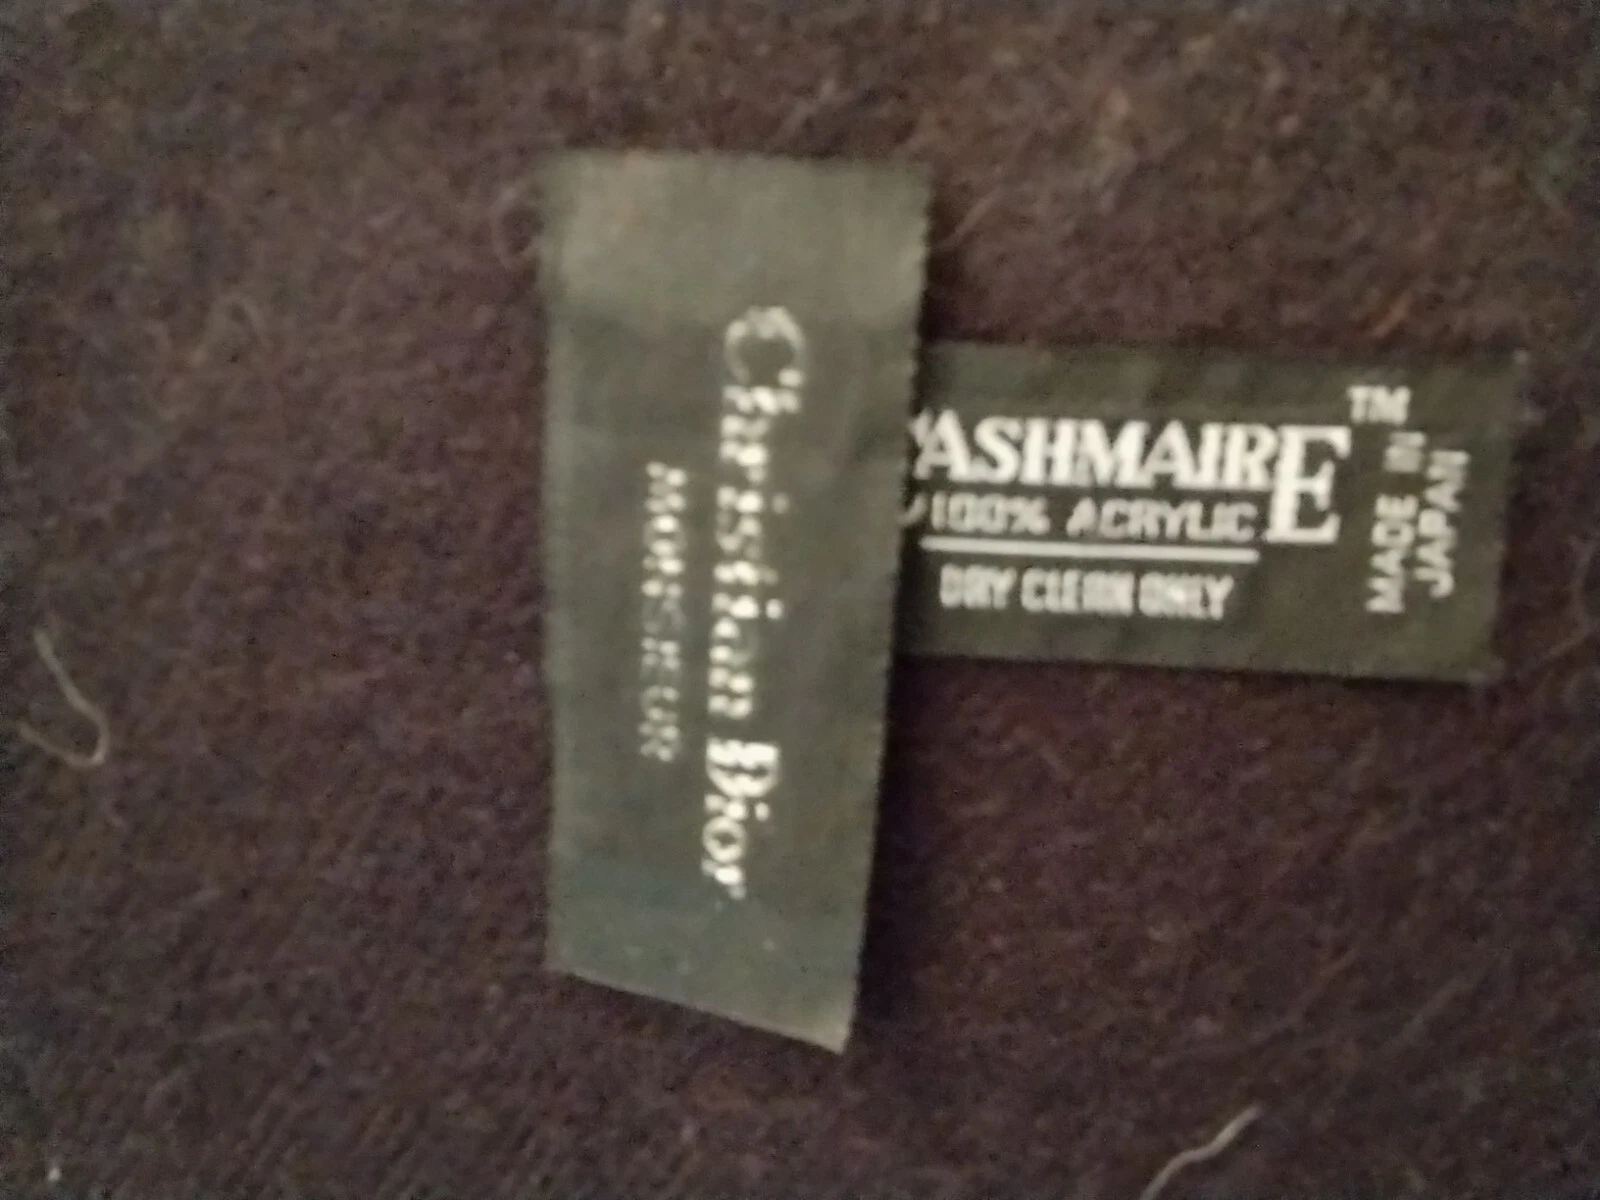 Christian Dior
MONSIEUR
CASHMAIRE™
100% ACRYLIC
DRY CLEAN ONLY
MADE IN
JAPAN